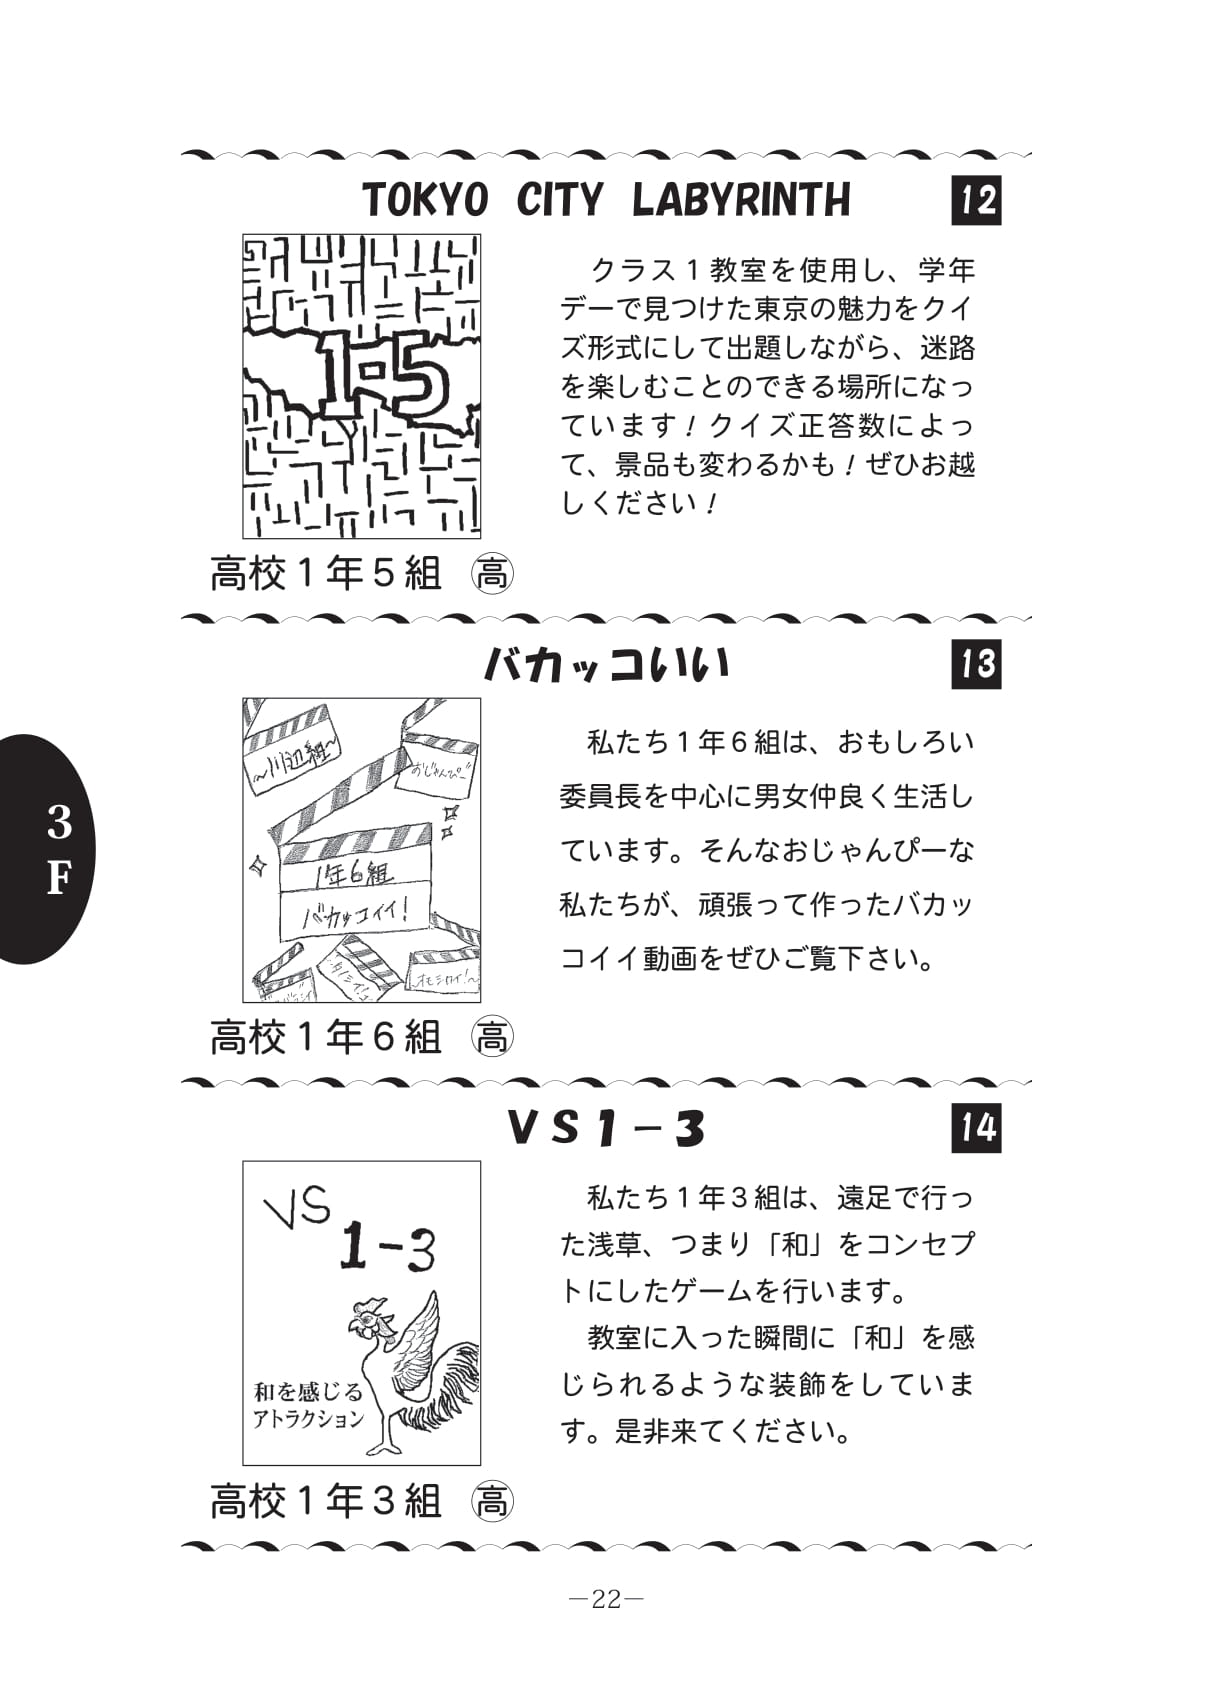 TOKYO CITY LABYRINTH
12
1-5
クラス１教室を使用し、学年
デーで見つけた東京の魅力をクイ
ズ形式にして出題しながら、迷路
を楽しむことのできる場所になっ
ています！クイズ正答数によっ
て、景品も変わるかも！ぜひお越
しください！
高校１年５組 ㊤高
バカッコいい
13
～川辺組～
おじゃんぴー
1年6組
バカッコイイ!
オモシロイ!～
私たち１年６組は、おもしろい
委員長を中心に男女仲良く生活し
ています。そんなおじゃんぴーな
私たちが、頑張って作ったバカッ
コイイ動画をぜひご覧下さい。
高校１年６組 高
3
F
ＶＳ１－３
14
VS
1-3
和を感じる
アトラクション
私たち１年３組は、遠足で行っ
た浅草、つまり「和」をコンセプ
トにしたゲームを行います。
教室に入った瞬間に「和」を感
じられるような装飾をしていま
す。是非来てください。
高校１年３組 高
―22―